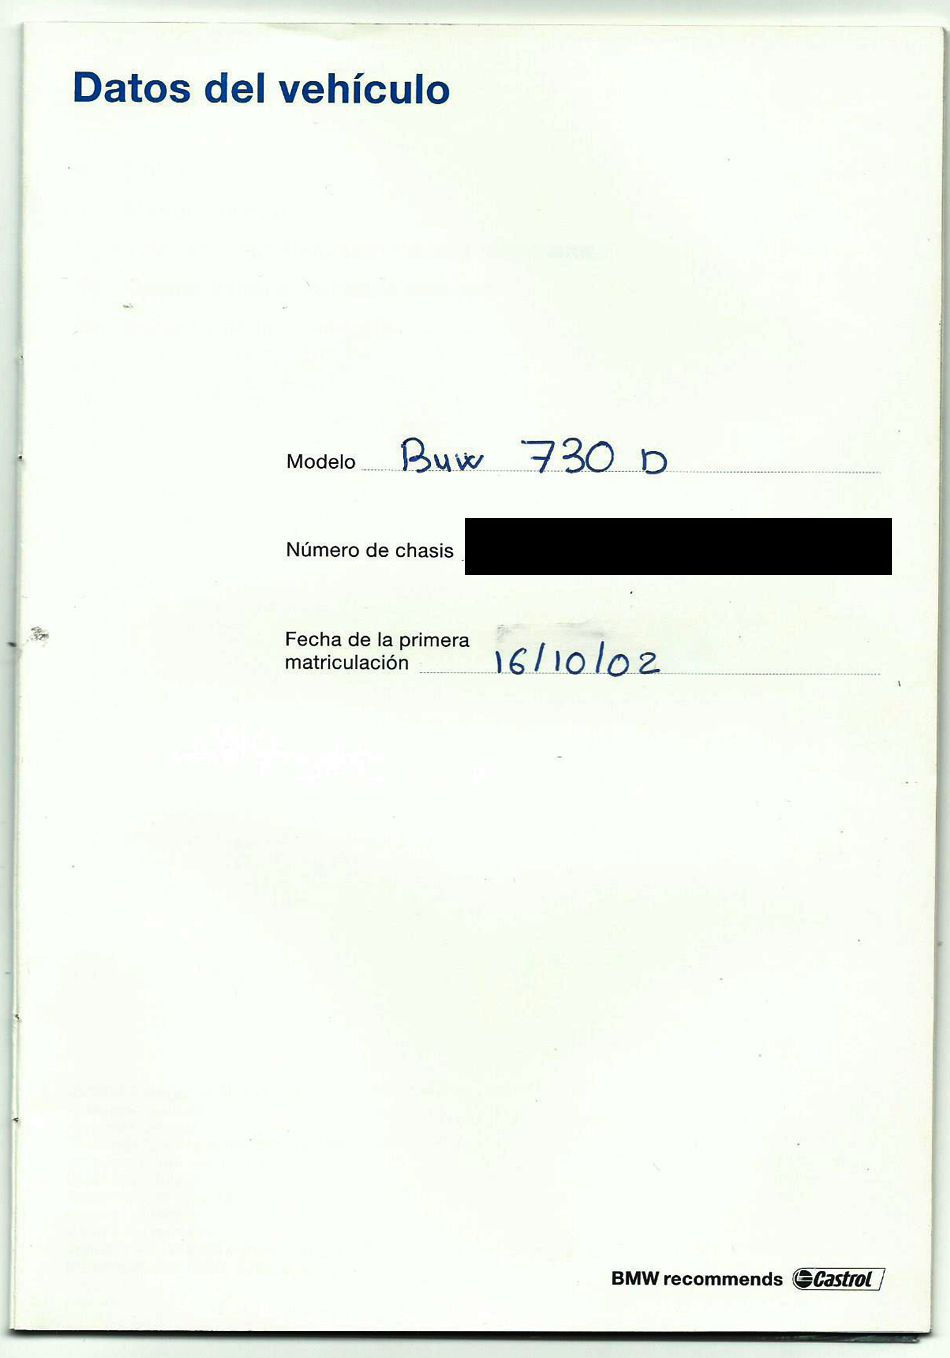 Datos del vehículo
Modelo BMW 730 D
Número de chasis
Fecha de la primera
matriculación 16/10/02
BMW recommends Castrol